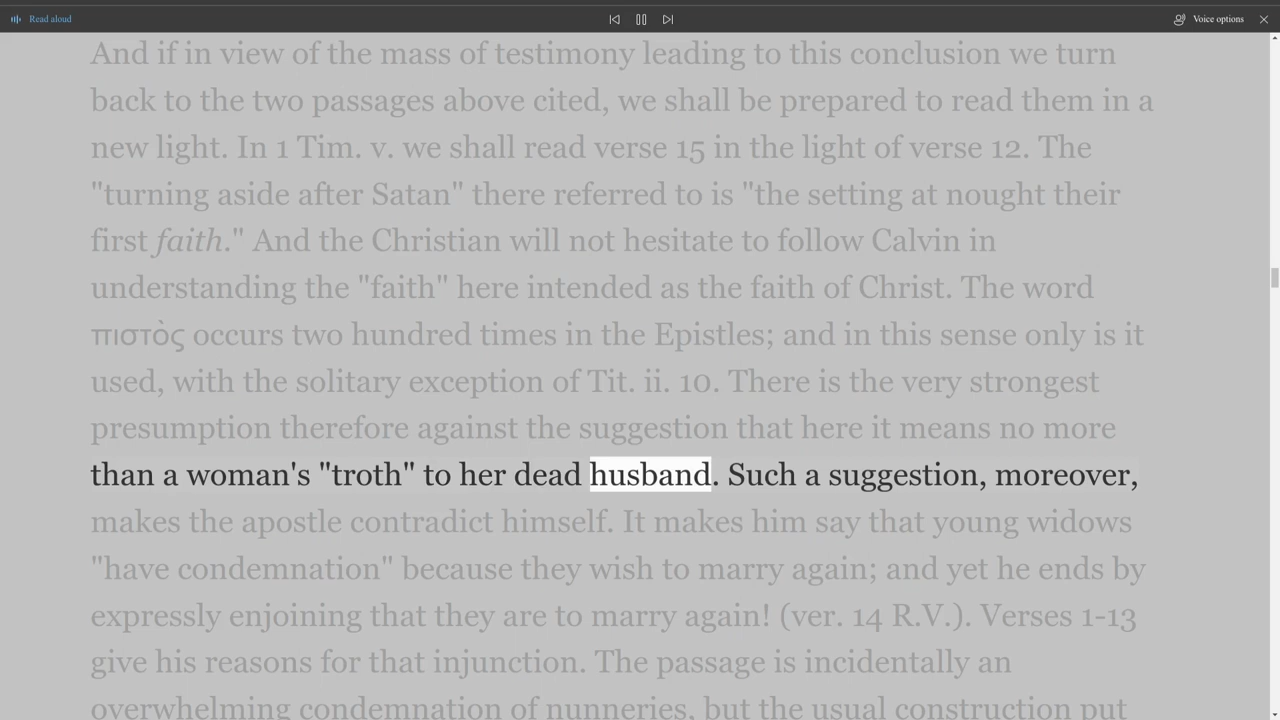 Read aloud
Voice options
And if in view of the mass of testimony leading to this conclusion we turn
back to the two passages above cited, we shall be prepared to read them in a
new light. In 1 Tim. v. we shall read verse 15 in the light of verse 12. The
"turning aside after Satan" there referred to is "the setting at nought their
first faith." And the Christian will not hesitate to follow Calvin in
understanding the "faith" here intended as the faith of Christ. The word
πιστὸς occurs two hundred times in the Epistles; and in this sense only is it
used, with the solitary exception of Tit. ii. 10. There is the very strongest
presumption therefore against the suggestion that here it means no more
than a woman's "troth" to her dead husband. Such a suggestion, moreover,
makes the apostle contradict himself. It makes him say that young widows
"have condemnation" because they wish to marry again; and yet he ends by
expressly enjoining that they are to marry again! (ver. 14 R.V.). Verses 1-13
give his reasons for that injunction. The passage is incidentally an
overwhelming condemnation of nunneries, but the usual construction put